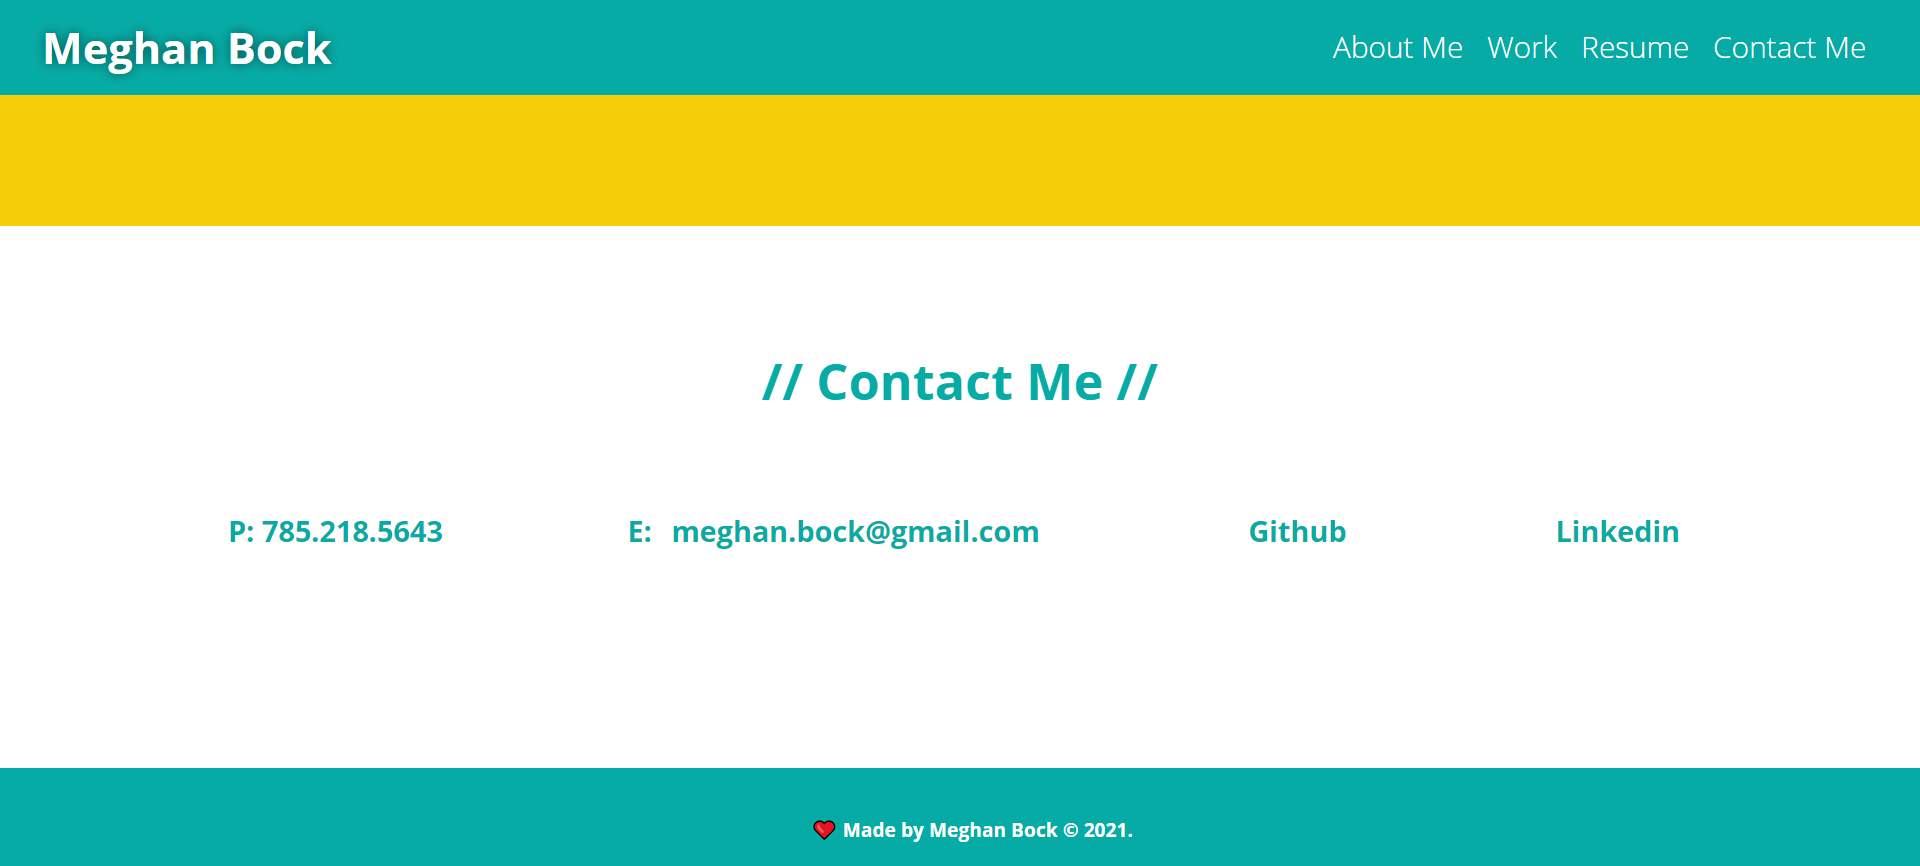 Meghan Bock
About Me Work Resume Contact Me
// Contact Me //
P: 785.218.5643 E: meghan.bock@gmail.com Github Linkedin
Made by Meghan Bock © 2021.